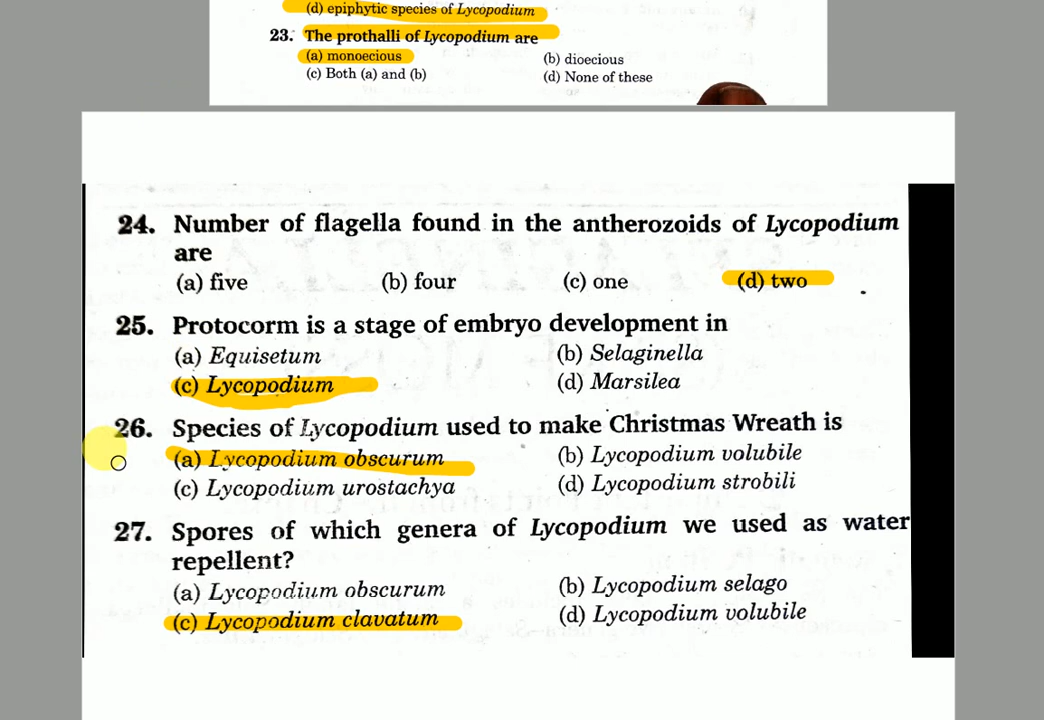 (d) epiphytic species of Lycopodium
23. The prothalli of Lycopodium are
(a) monoecious (b) dioecious
(c) Both (a) and (b) (d) None of these
24. Number of flagella found in the antherozoids of Lycopodium
are
(a) five (b) four (c) one (d) two
25. Protocorm is a stage of embryo development in
(a) Equisetum (b) Selaginella
(c) Lycopodium (d) Marsilea
26. Species of Lycopodium used to make Christmas Wreath is
(a) Lycopodium obscurum (b) Lycopodium volubile
(c) Lycopodium urostachya (d) Lycopodium strobili
27. Spores of which genera of Lycopodium we used as water
repellent?
(a) Lycopodium obscurum (b) Lycopodium selago
(c) Lycopodium clavatum (d) Lycopodium volubile